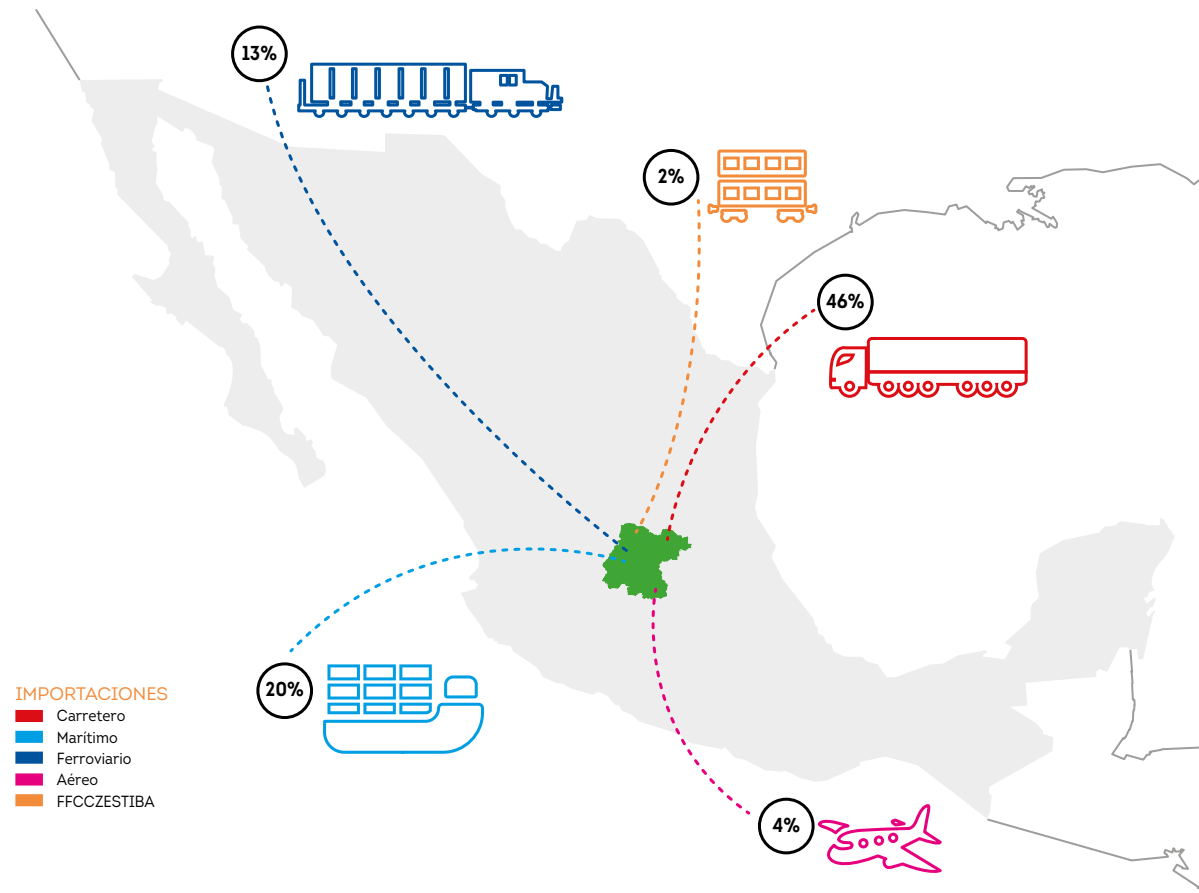 13%
2%
46%
20%
IMPORTACIONES
Carretero
Marítimo
Ferroviario
Aéreo
FFCCZESTIBA
4%